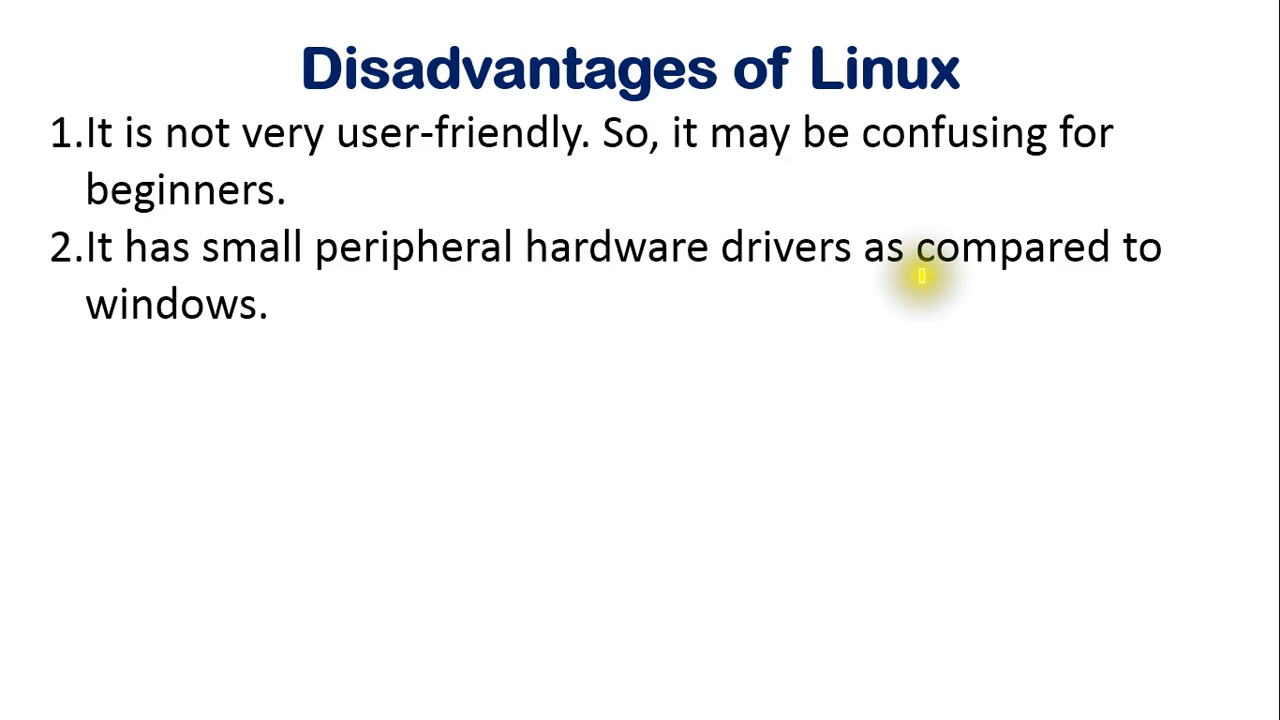 Disadvantages of Linux
1.It is not very user-friendly. So, it may be confusing for
beginners.
2.It has small peripheral hardware drivers as compared to
windows.